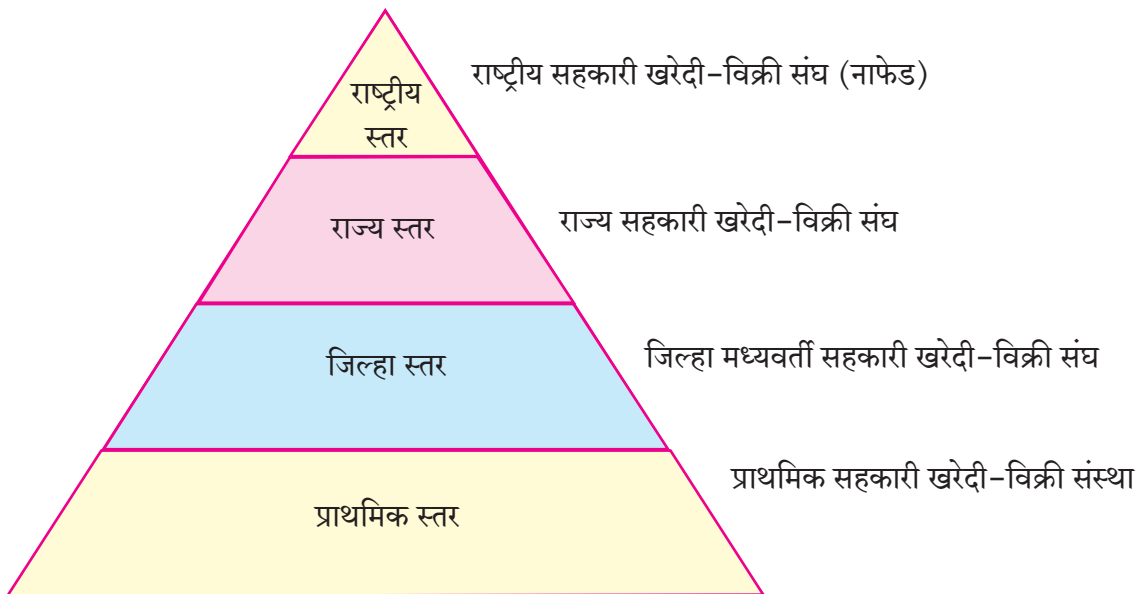 राष्ट्रीय
स्तर
राष्ट्रीय सहकारी खरेदी-विक्री संघ (नाफेड)
राज्य स्तर
राज्य सहकारी खरेदी-विक्री संघ
जिल्हा स्तर
जिल्हा मध्यवर्ती सहकारी खरेदी-विक्री संघ
प्राथमिक स्तर
प्राथमिक सहकारी खरेदी-विक्री संस्था